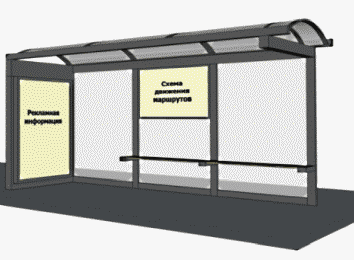 Рекламная
информация
Схема
движения
маршрутов